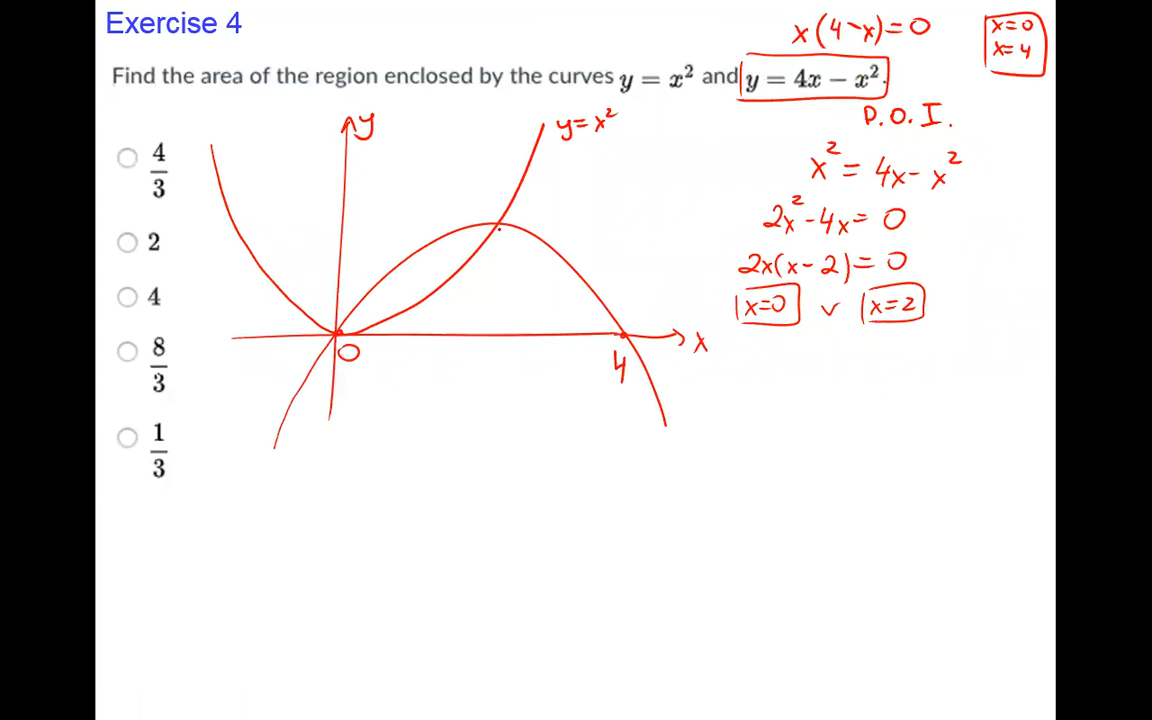 Exercise 4
x(4-x)=0
x=0
x=4
Find the area of the region enclosed by the curves y = x² and y = 4x − x².
y
y=x²
P.O.I.
4/3
x² = 4x-x²
2
2x²-4x=0
2x(x-2)=0
4
x=0 v x=2
8/3
0
4
x
1/3